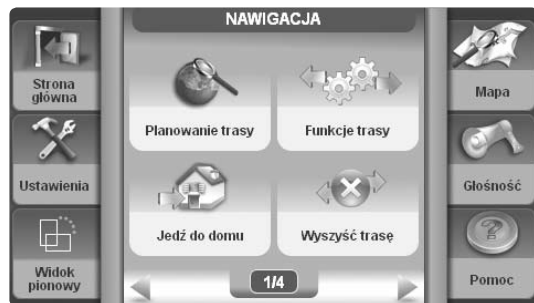 NAWIGACJA
Strona
główna
Planowanie trasy
Funkcje trasy
Mapa
Ustawienia
Głośność
Jedź do domu
Wyszyść trasę
Widok
pionowy
1/4
Pomoc